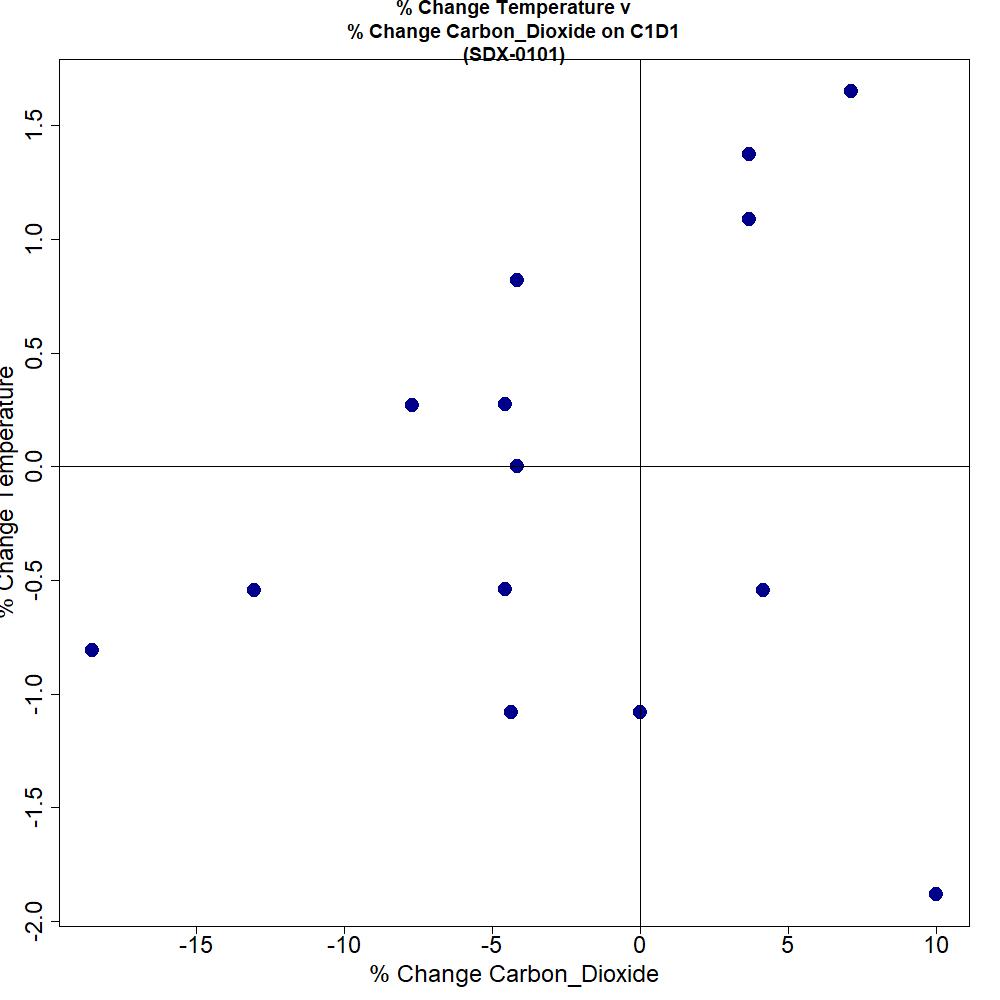 % Change Temperature v
% Change Carbon_Dioxide on C1D1
(SDX-0101)
% Change Temperature
1.5
1.0
0.5
0.0
-0.5
-1.0
-1.5
-2.0
-15 -10 -5 0 5 10
% Change Carbon_Dioxide